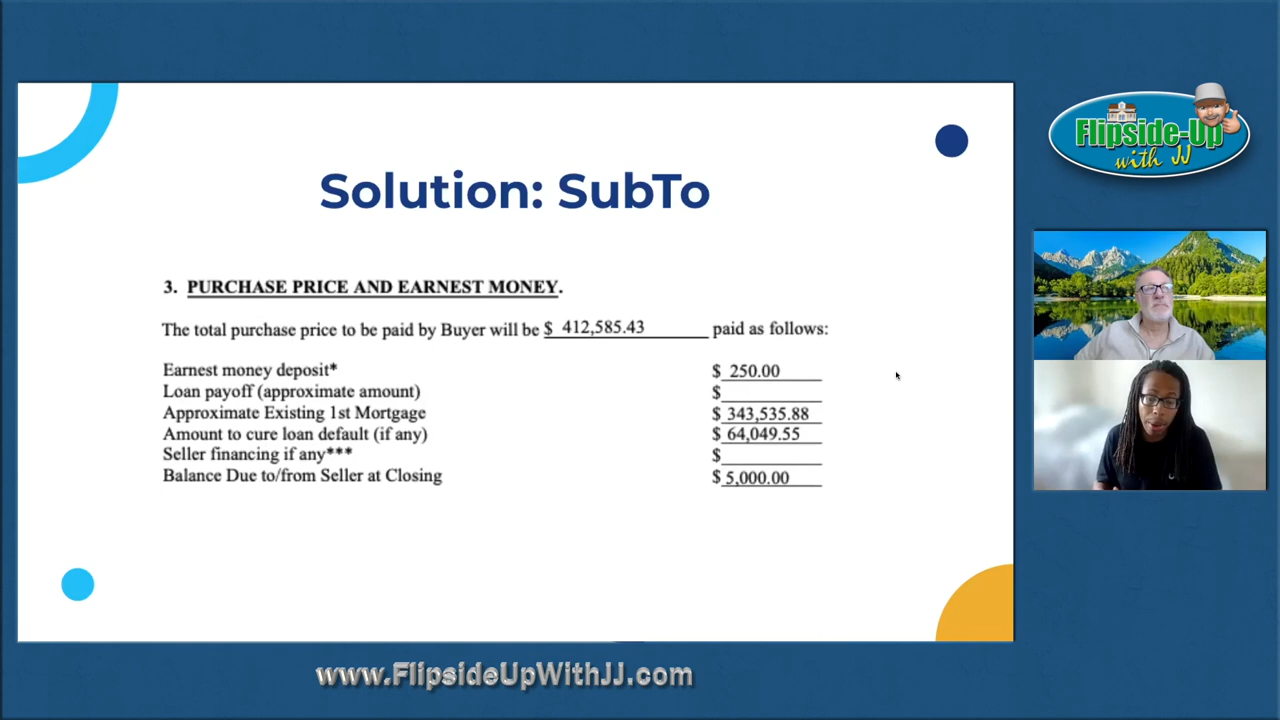 Solution: SubTo
3. PURCHASE PRICE AND EARNEST MONEY.
The total purchase price to be paid by Buyer will be $ 412,585.43 paid as follows:
Earnest money deposit* $ 250.00
Loan payoff (approximate amount) $
Approximate Existing 1st Mortgage $ 343,535.88
Amount to cure loan default (if any) $ 64,049.55
Seller financing if any*** $
Balance Due to/from Seller at Closing $ 5,000.00
Flipside-Up
with JJ
www.FlipsideUpWithJJ.com